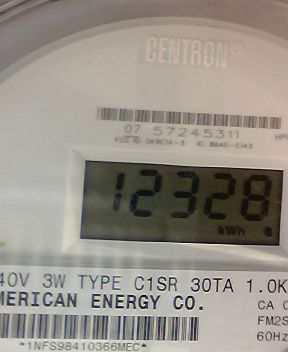 CENTRON®
07 57245311
12328
kWh
40V 3W TYPE C1SR 30TA 1.0K
MERICAN ENERGY CO.
CA 
FM2S
60Hz
*1NFS98410366MEC*